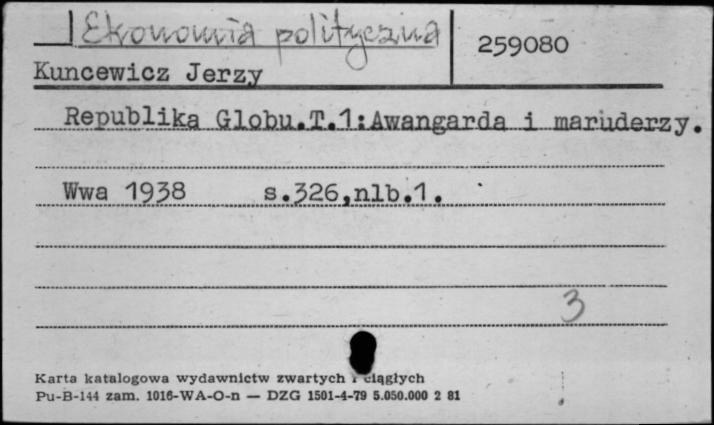 Ekonomia polityczna
259080
Kuncewicz Jerzy
Republika Globu.T.1:Awangarda i maruderzy.
Wwa 1938 s.326,nlb.1.
3
Karta katalogowa wydawnictw zwartych i ciągłych
Pu-B-144 zam. 1016-WA-O-n — DZG 1501-4-79 5.050.000 2 81